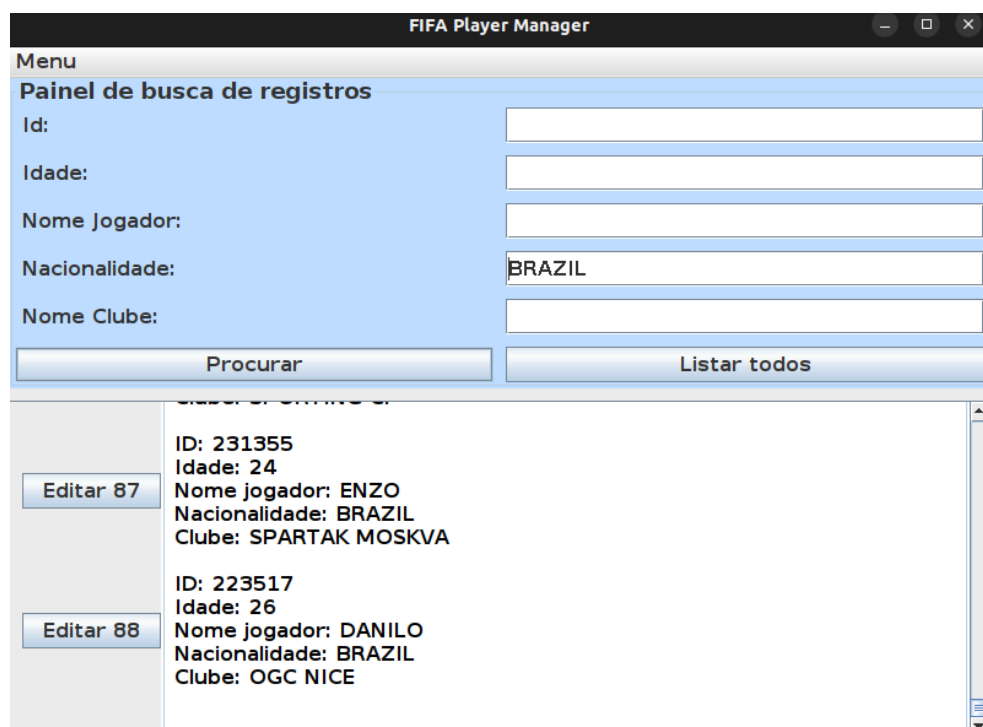 FIFA Player Manager
Menu
Painel de busca de registros
Id:
Idade:
Nome Jogador:
Nacionalidade: BRAZIL
Nome Clube:
Procurar Listar todos
ID: 231355
Idade: 24
Editar 87 Nome jogador: ENZO
Nacionalidade: BRAZIL
Clube: SPARTAK MOSKVA
ID: 223517
Idade: 26
Editar 88 Nome jogador: DANILO
Nacionalidade: BRAZIL
Clube: OGC NICE